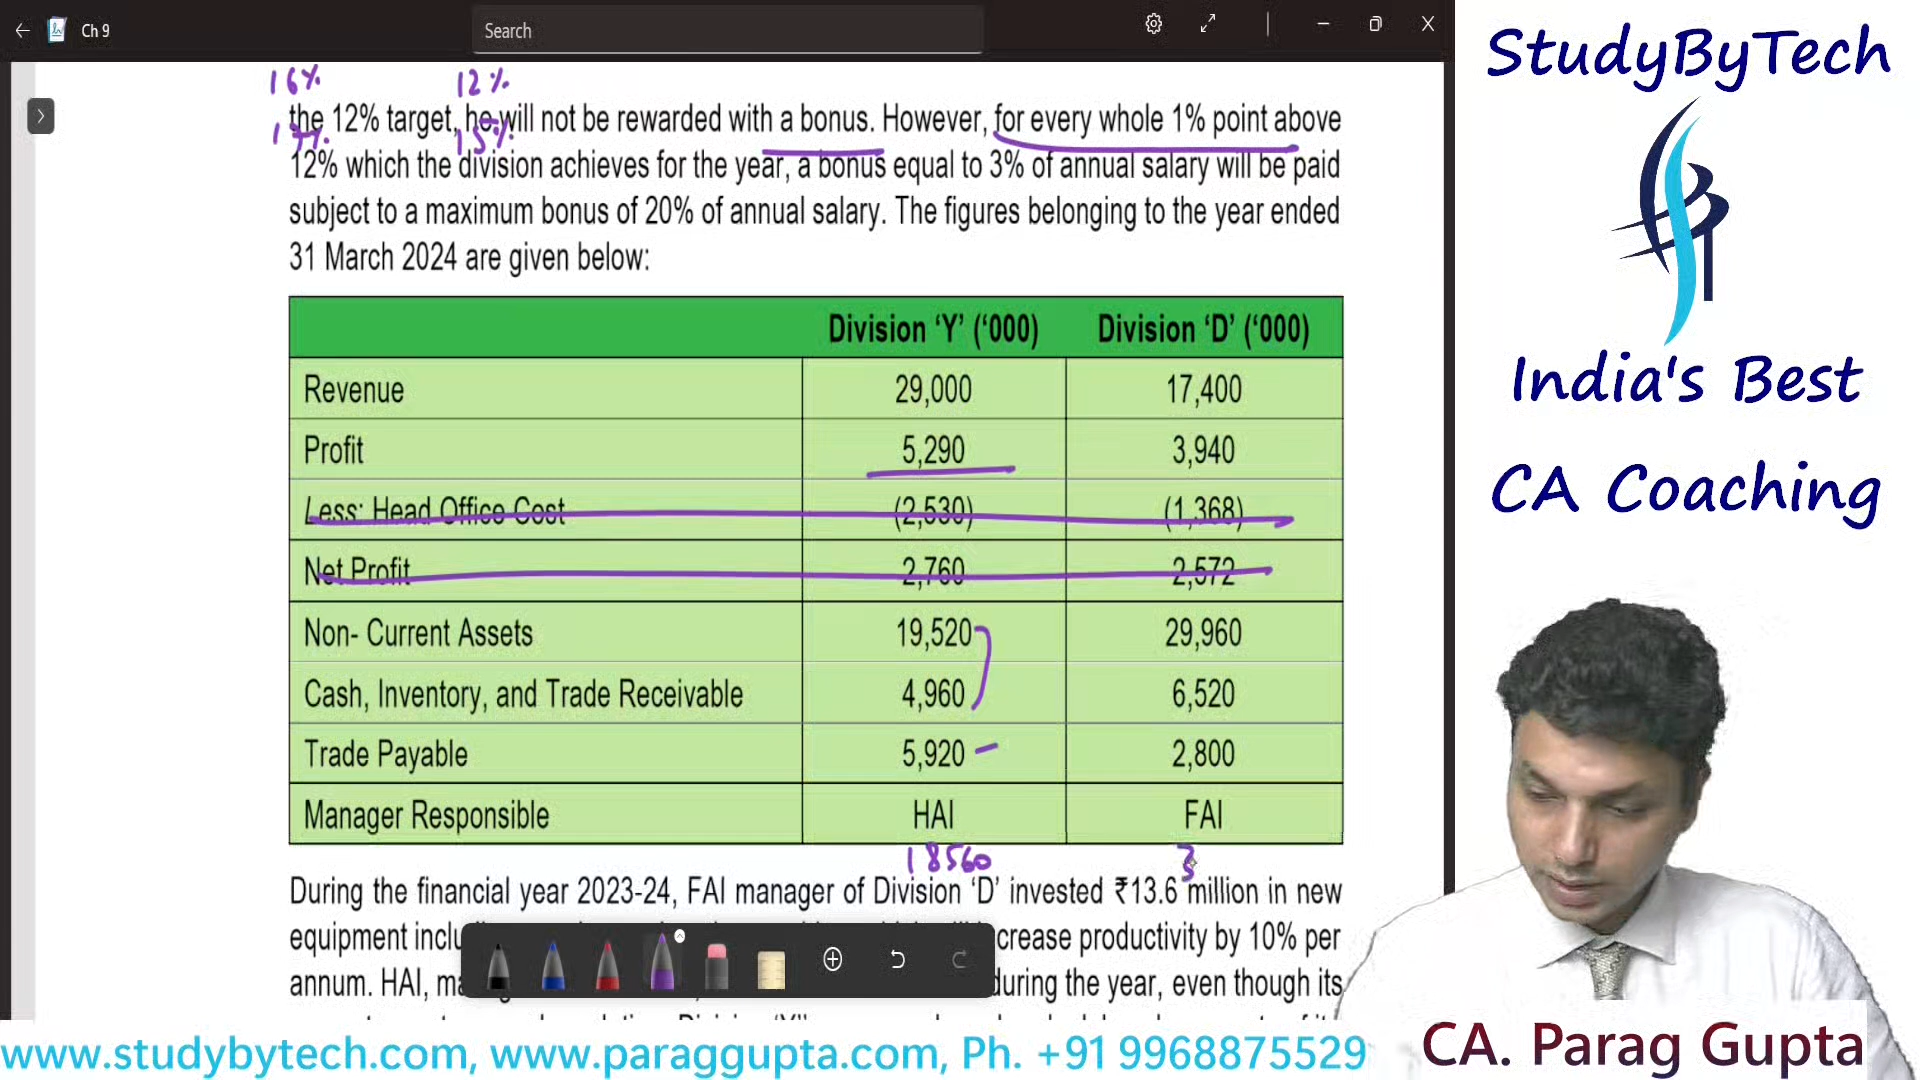 Ch 9
Search
StudyByTech
India's Best
CA Coaching
16% 12%
the 12% target, he will not be rewarded with a bonus. However, for every whole 1% point above
17% 15%
12% which the division achieves for the year, a bonus equal to 3% of annual salary will be paid
subject to a maximum bonus of 20% of annual salary. The figures belonging to the year ended
31 March 2024 are given below:
Division ‘Y’ (‘000) Division ‘D’ (‘000)
Revenue 29,000 17,400
Profit 5,290 3,940
Less: Head Office Cost (2,530) (1,368)
Net Profit 2,760 2,572
Non- Current Assets 19,520 29,960
Cash, Inventory, and Trade Receivable 4,960 6,520
Trade Payable 5,920 2,800
Manager Responsible HAI FAI
18560 3
During the financial year 2023-24, FAI manager of Division ‘D’ invested ₹13.6 million in new
equipment crease productivity by 10% per
annum. HAI, during the year, even though its
www.studybytech.com, www.paraggupta.com, Ph. +91 9968875529
CA. Parag Gupta